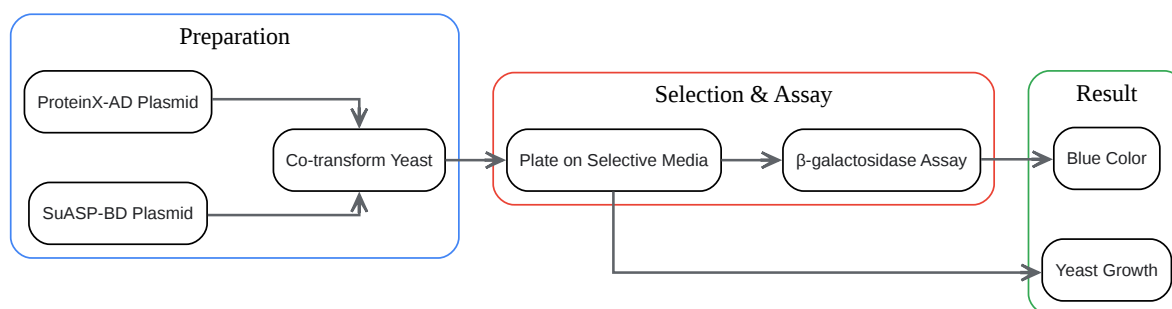 Preparation
ProteinX-AD Plasmid
SuASP-BD Plasmid
Co-transform Yeast
Selection & Assay
Plate on Selective Media
β-galactosidase Assay
Result
Blue Color
Yeast Growth